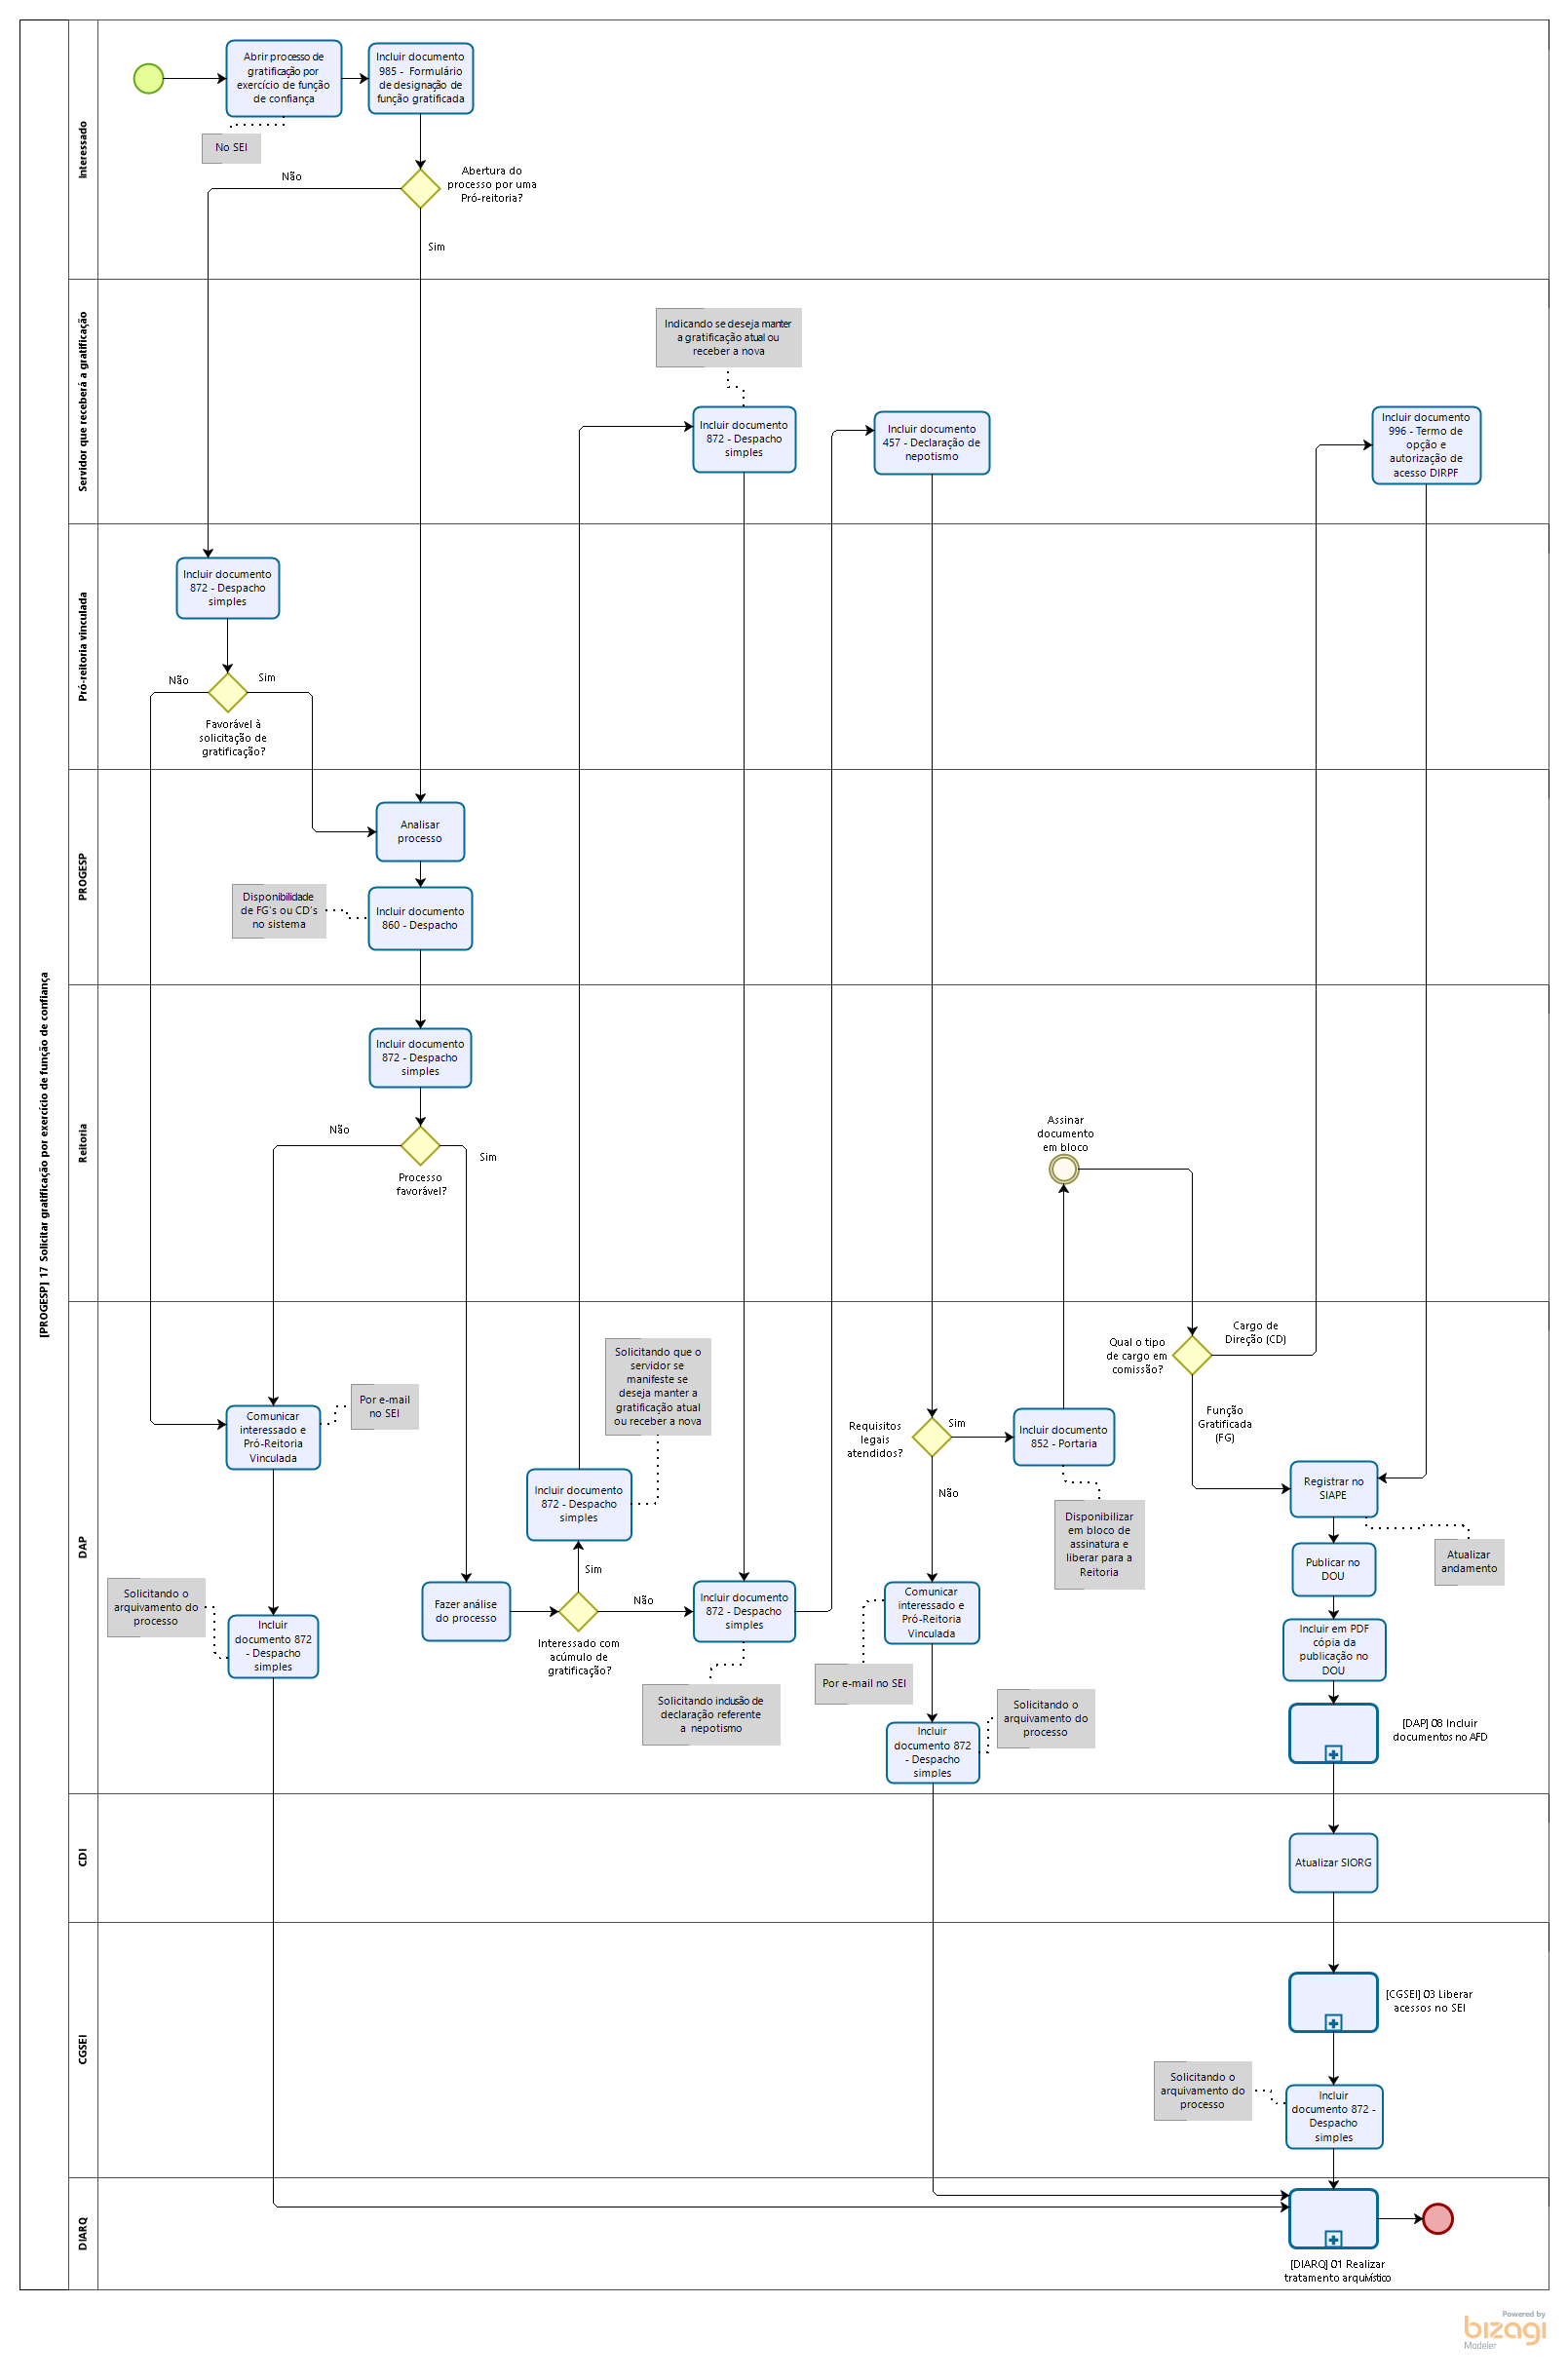 [PROGESP] 17 Solicitar gratificação por exercício de função de confiança
Interessado
Abrir processo de
gratificação por
exercício de função
de confiança
Incluir documento
985 - Formulário
de designação de
função gratificada
No SEI
Abertura do
processo por uma
Pró-reitoria?
Não
Sim
Servidor que receberá a gratificação
Indicando se deseja manter
a gratificação atual ou
receber a nova
Incluir documento
872 - Despacho
simples
Incluir documento
457 - Declaração de
nepotismo
Incluir documento
996 - Termo de
opção e
autorização de
acesso DIRPF
Pró-reitoria vinculada
Incluir documento
872 - Despacho
simples
Não
Sim
Favorável à
solicitação de
gratificação?
PROGESP
Analisar
processo
Disponibilidade
de FG's ou CD's
no sistema
Incluir documento
860 - Despacho
Reitoria
Incluir documento
872 - Despacho
simples
Não
Sim
Processo
favorável?
Assinar
documento
em bloco
DAP
Qual o tipo
de cargo em
comissão?
Cargo de
Direção (CD)
Função
Gratificada
(FG)
Comunicar
interessado e
Pró-Reitoria
Vinculada
Por e-mail
no SEI
Solicitando que o
servidor se
manifeste se
deseja manter a
gratificação atual
ou receber a nova
Incluir documento
872 - Despacho
simples
Requisitos
legais
atendidos?
Sim
Não
Incluir documento
852 - Portaria
Disponibilizar
em bloco de
assinatura e
liberar para a
Reitoria
Registrar no
SIAPE
Atualizar
andamento
Publicar no
DOU
Solicitando o
arquivamento do
processo
Incluir
documento 872
- Despacho
simples
Fazer análise
do processo
Sim
Não
Interessado com
acúmulo de
gratificação?
Incluir documento
872 - Despacho
simples
Solicitando inclusão de
declaração referente
a nepotismo
Comunicar
interessado e
Pró-Reitoria
Vinculada
Por e-mail no SEI
Incluir
documento 872
- Despacho
simples
Solicitando o
arquivamento do
processo
Incluir em PDF
cópia da
publicação no
DOU
[DAP] 08 Incluir
documentos no AFD
CDI
Atualizar SIORG
CGSEI
[CGSEI] 03 Liberar
acessos no SEI
Solicitando o
arquivamento do
processo
Incluir
documento 872 -
Despacho
simples
DIARQ
[DIARQ] 01 Realizar
tratamento arquivístico
Powered by
bizagi
Modeler